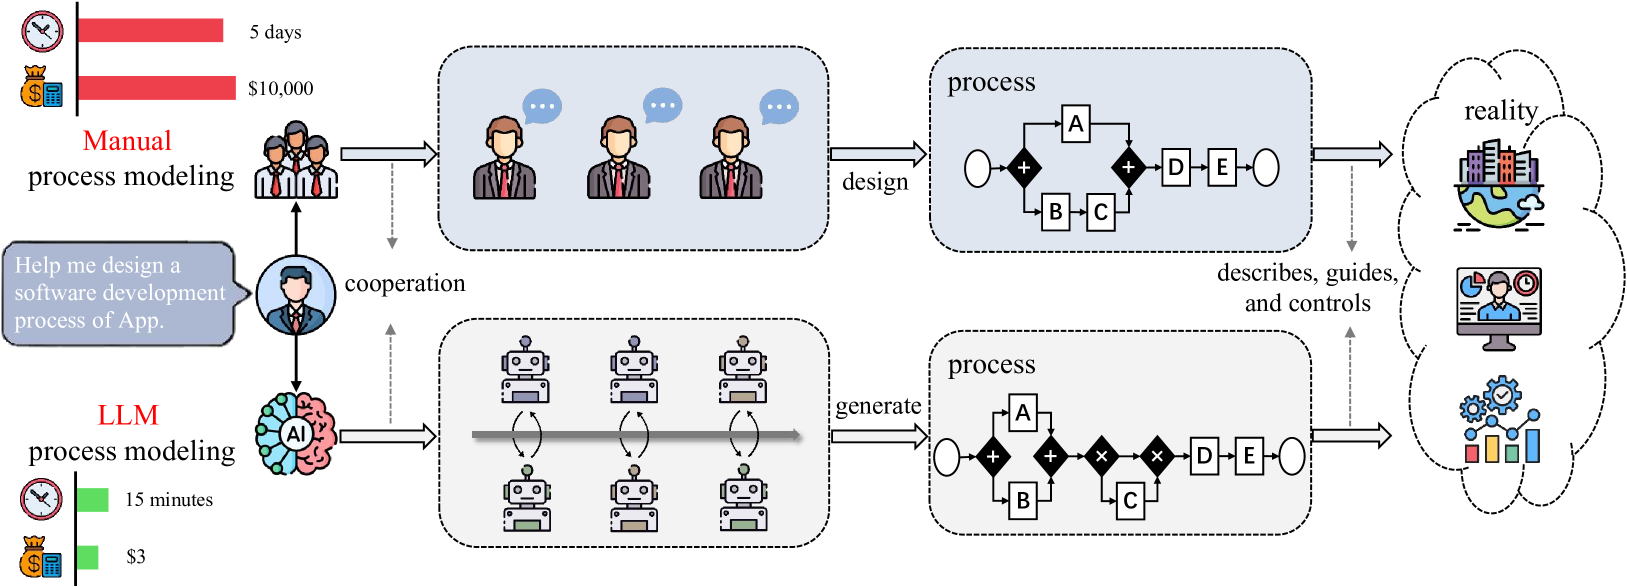 5 days
$10,000
Manual
process modeling
Help me design a
software development
process of App.
cooperation
design
process
A
B
C
D
E
describes, guides,
and controls
reality
AI
LLM
process modeling
15 minutes
$3
generate
process
A
B
C
D
E